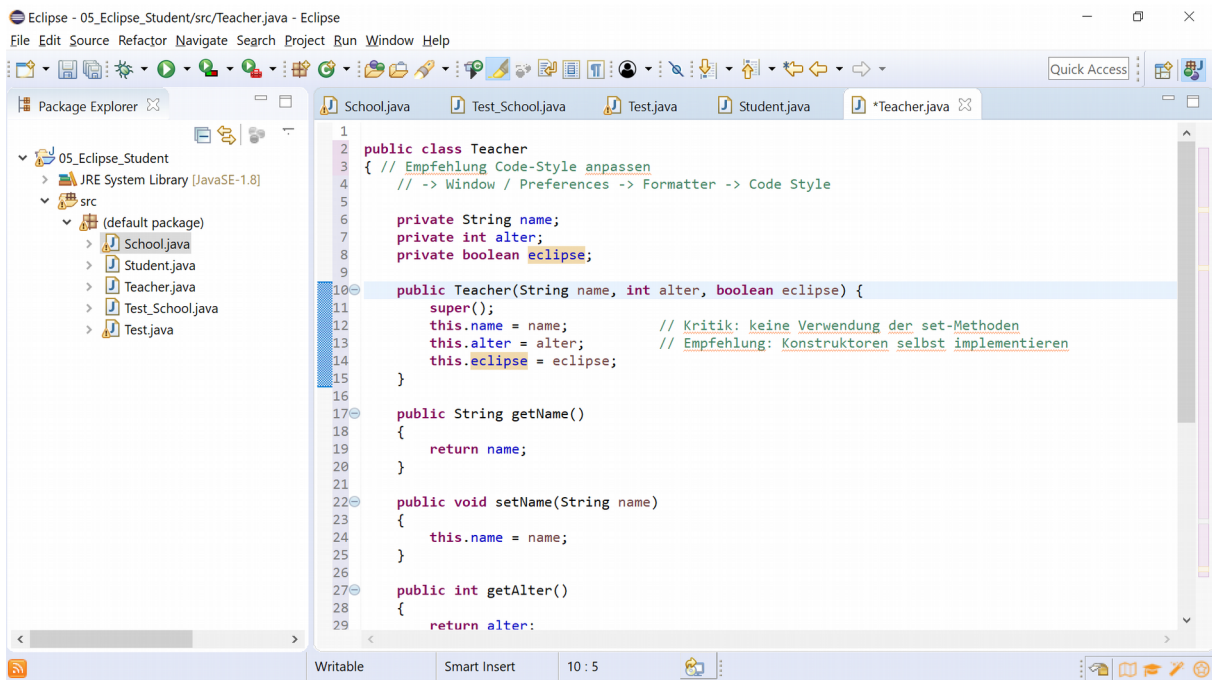 Eclipse - 05_Eclipse_Student/src/Teacher.java - Eclipse
File Edit Source Refactor Navigate Search Project Run Window Help
Quick Access
Package Explorer
School.java Test_School.java Test.java Student.java *Teacher.java
05_Eclipse_Student
JRE System Library [JavaSE-1.8]
src
(default package)
School.java
Student.java
Teacher.java
Test_School.java
Test.java
1
2 public class Teacher
3 { // Empfehlung Code-Style anpassen
4 // -> Window / Preferences -> Formatter -> Code Style
5
6 private String name;
7 private int alter;
8 private boolean eclipse;
9
10 public Teacher(String name, int alter, boolean eclipse) {
11 super();
12 this.name = name; // Kritik: keine Verwendung der set-Methoden
13 this.alter = alter; // Empfehlung: Konstruktoren selbst implementieren
14 this.eclipse = eclipse;
15 }
16
17 public String getName()
18 {
19 return name;
20 }
21
22 public void setName(String name)
23 {
24 this.name = name;
25 }
26
27 public int getAlter()
28 {
29 return alter;
Writable Smart Insert 10 : 5